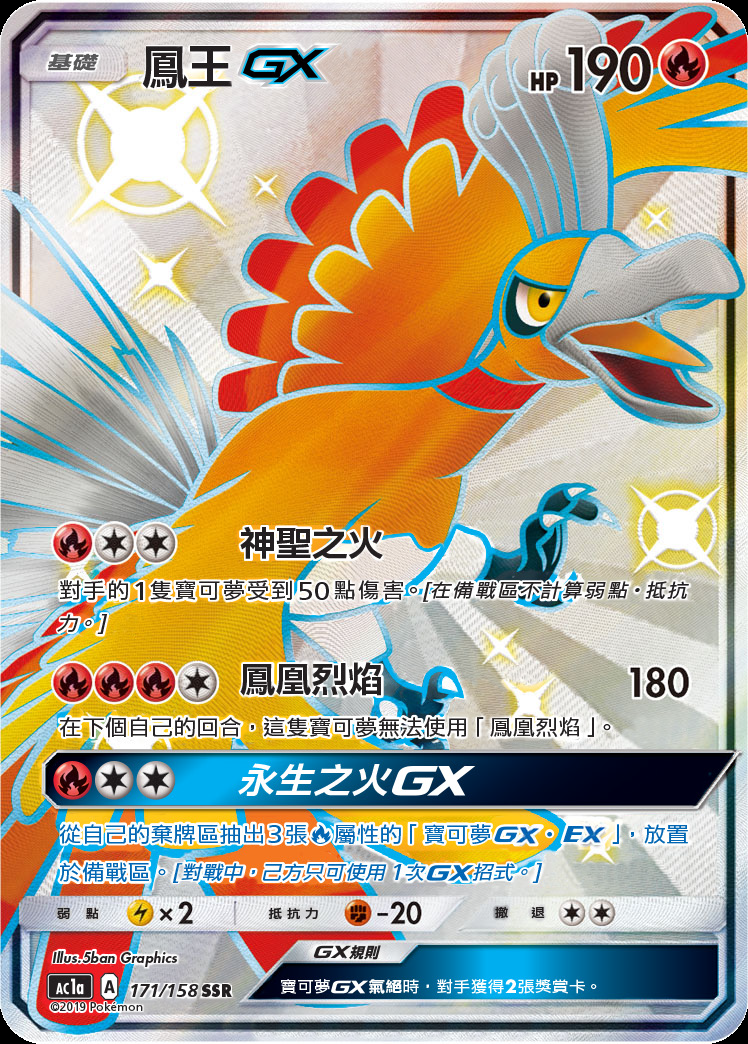 基礎 鳳王GX HP 190
神聖之火
對手的1隻寶可夢受到50點傷害。[在備戰區不計算弱點・抵抗
力。]
鳳凰烈焰 180
在下個自己的回合，這隻寶可夢無法使用「鳳凰烈焰」。
永生之火GX
從自己的棄牌區抽出3張屬性的「寶可夢GX・EX」，放置
於備戰區。[對戰中，己方只可使用1次GX招式。]
弱點 ×2 抵抗力 -20 撤退
Illus.5ban Graphics
GX規則
AC1a A 171/158 SSR
寶可夢GX氣絕時，對手獲得2張獎賞卡。
©2019 Pokémon